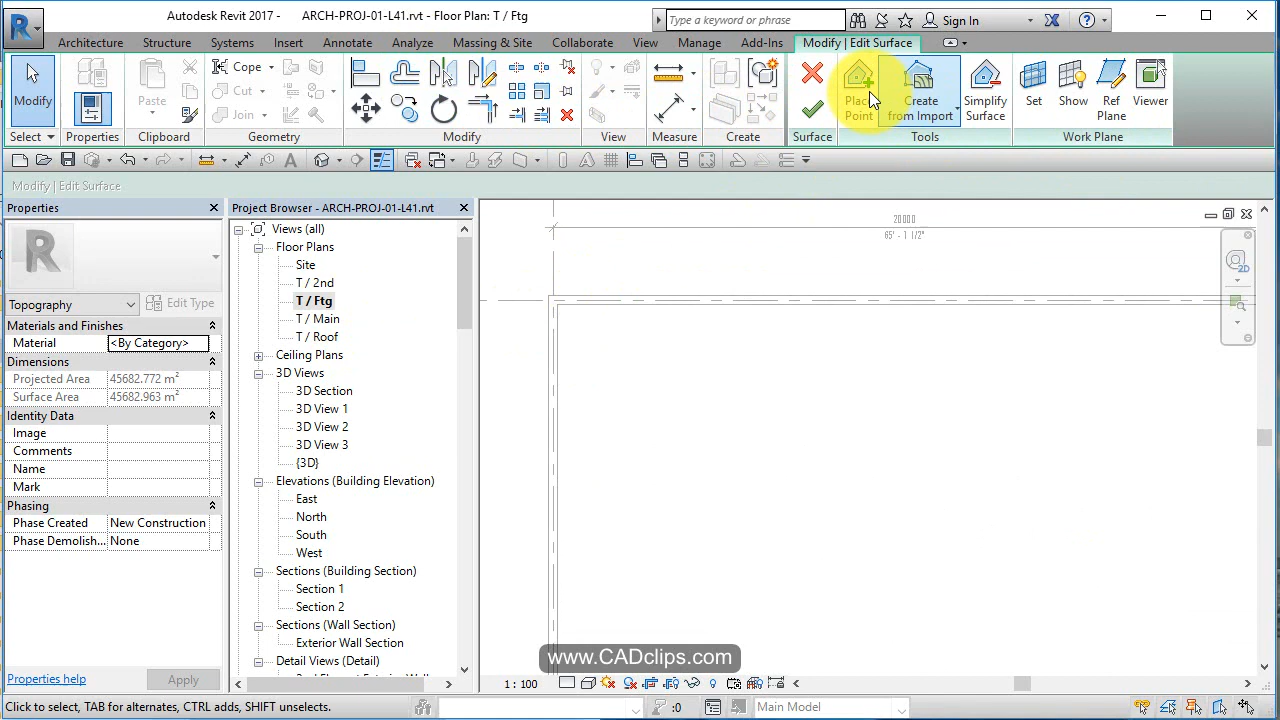 Autodesk Revit 2017 - ARCH-PROJ-01-L41.rvt - Floor Plan: T / Ftg
Type a keyword or phrase
Sign In
Architecture Structure Systems Insert Annotate Analyze Massing & Site Collaborate View Manage Add-Ins Modify | Edit Surface
Modify
Paste
Cope
Cut
Join
Place Point
Create from Import
Simplify Surface
Set
Show
Ref Plane
Viewer
Select Properties Clipboard Geometry Modify View Measure Create Surface Tools Work Plane
Modify | Edit Surface
Properties
Topography
Edit Type
Materials and Finishes
Material <By Category>
Dimensions
Projected Area 45682.772 m²
Surface Area 45682.963 m²
Identity Data
Image
Comments
Name
Mark
Phasing
Phase Created New Construction
Phase Demolish... None
Properties help
Apply
Project Browser - ARCH-PROJ-01-L41.rvt
Views (all)
Floor Plans
Site
T / 2nd
T / Ftg
T / Main
T / Roof
Ceiling Plans
3D Views
3D Section
3D View 1
3D View 2
3D View 3
{3D}
Elevations (Building Elevation)
East
North
South
West
Sections (Building Section)
Section 1
Section 2
Sections (Wall Section)
Exterior Wall Section
Detail Views (Detail)
20000
65' - 1 1/2"
2D
www.CADclips.com
1 : 100
Click to select, TAB for alternates, CTRL adds, SHIFT unselects.
:0
Main Model